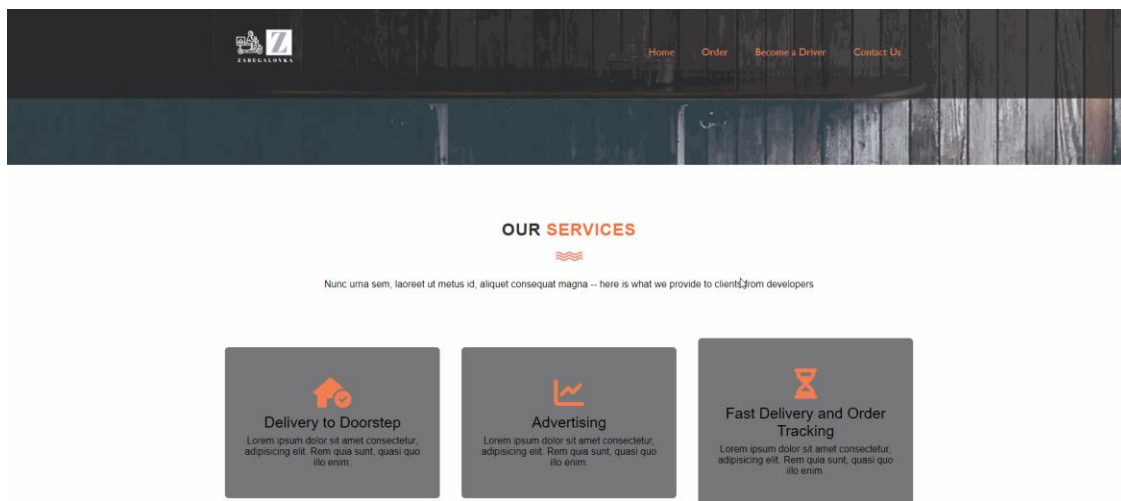 Z
ZABEGALOVKA
Home Order Become a Driver Contact Us
OUR SERVICES
Nunc urna sem, laoreet ut metus id, aliquet consequat magna -- here is what we provide to clients from developers
Delivery to Doorstep
Lorem ipsum dolor sit amet consectetur,
adipisicing elit. Rem quia sunt, quasi quo
illo enim.
Advertising
Lorem ipsum dolor sit amet consectetur,
adipisicing elit. Rem quia sunt, quasi quo
illo enim.
Fast Delivery and Order
Tracking
Lorem ipsum dolor sit amet consectetur,
adipisicing elit. Rem quia sunt, quasi quo
illo enim.